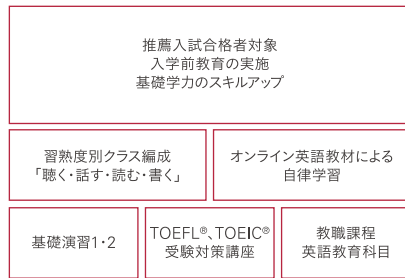 推薦入試合格者対象
入学前教育の実施
基礎学力のスキルアップ
習熟度別クラス編成
「聴く・話す・読む・書く」
オンライン英語教材による
自律学習
基礎演習1・2
TOEFL®、TOEIC®
受験対策講座
教職課程
英語教育科目